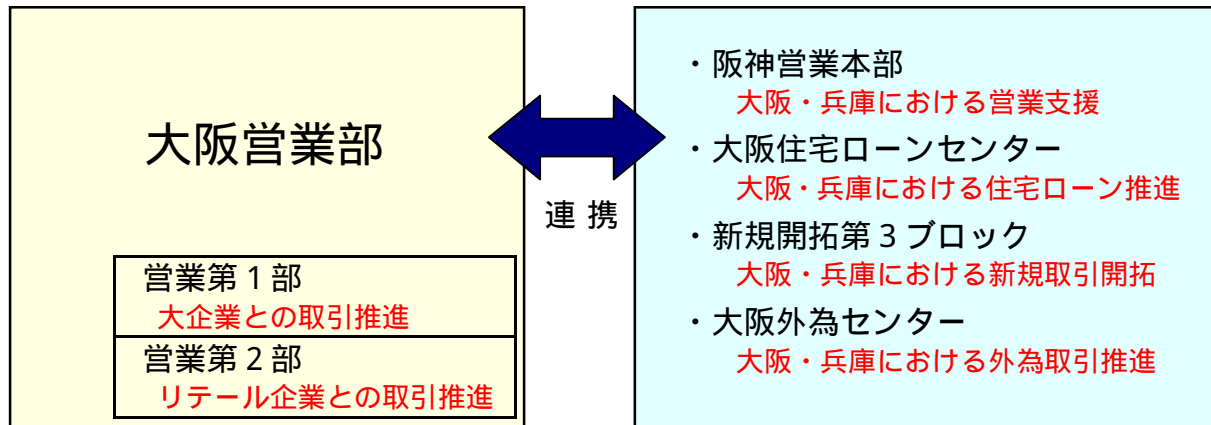 大阪営業部
営業第1部
大企業との取引推進
営業第2部
リテール企業との取引推進
連携
・阪神営業本部
大阪・兵庫における営業支援
・大阪住宅ローンセンター
大阪・兵庫における住宅ローン推進
・新規開拓第3ブロック
大阪・兵庫における新規取引開拓
・大阪外為センター
大阪・兵庫における外為取引推進